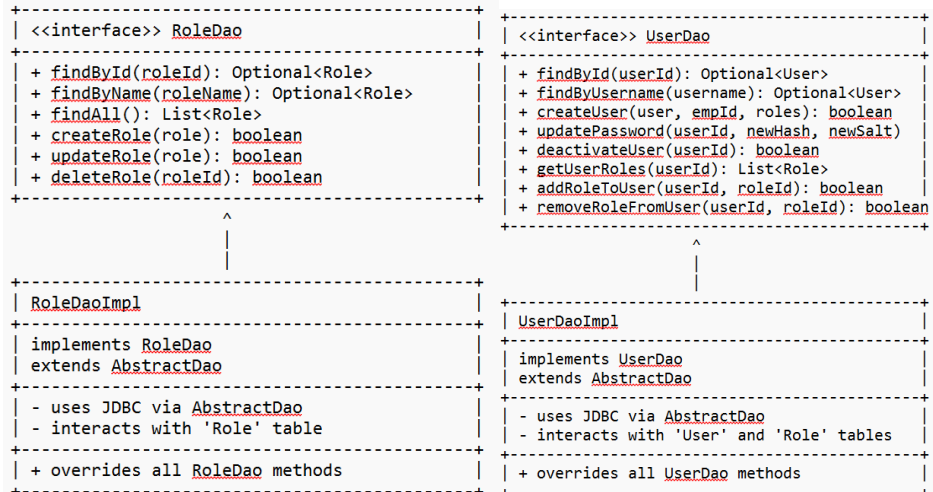 <<interface>> RoleDao
+ findById(roleId): Optional<Role>
+ findByName(roleName): Optional<Role>
+ findAll(): List<Role>
+ createRole(role): boolean
+ updateRole(role): boolean
+ deleteRole(roleId): boolean
RoleDaoImpl
implements RoleDao
extends AbstractDao
- uses JDBC via AbstractDao
- interacts with 'Role' table
+ overrides all RoleDao methods
<<interface>> UserDao
+ findById(userId): Optional<User>
+ findByUsername(username): Optional<User>
+ createUser(user, empId, roles): boolean
+ updatePassword(userId, newHash, newSalt)
+ deactivateUser(userId): boolean
+ getUserRoles(userId): List<Role>
+ addRoleToUser(userId, roleId): boolean
+ removeRoleFromUser(userId, roleId): boolean
UserDaoImpl
implements UserDao
extends AbstractDao
- uses JDBC via AbstractDao
- interacts with 'User' and 'Role' tables
+ overrides all UserDao methods